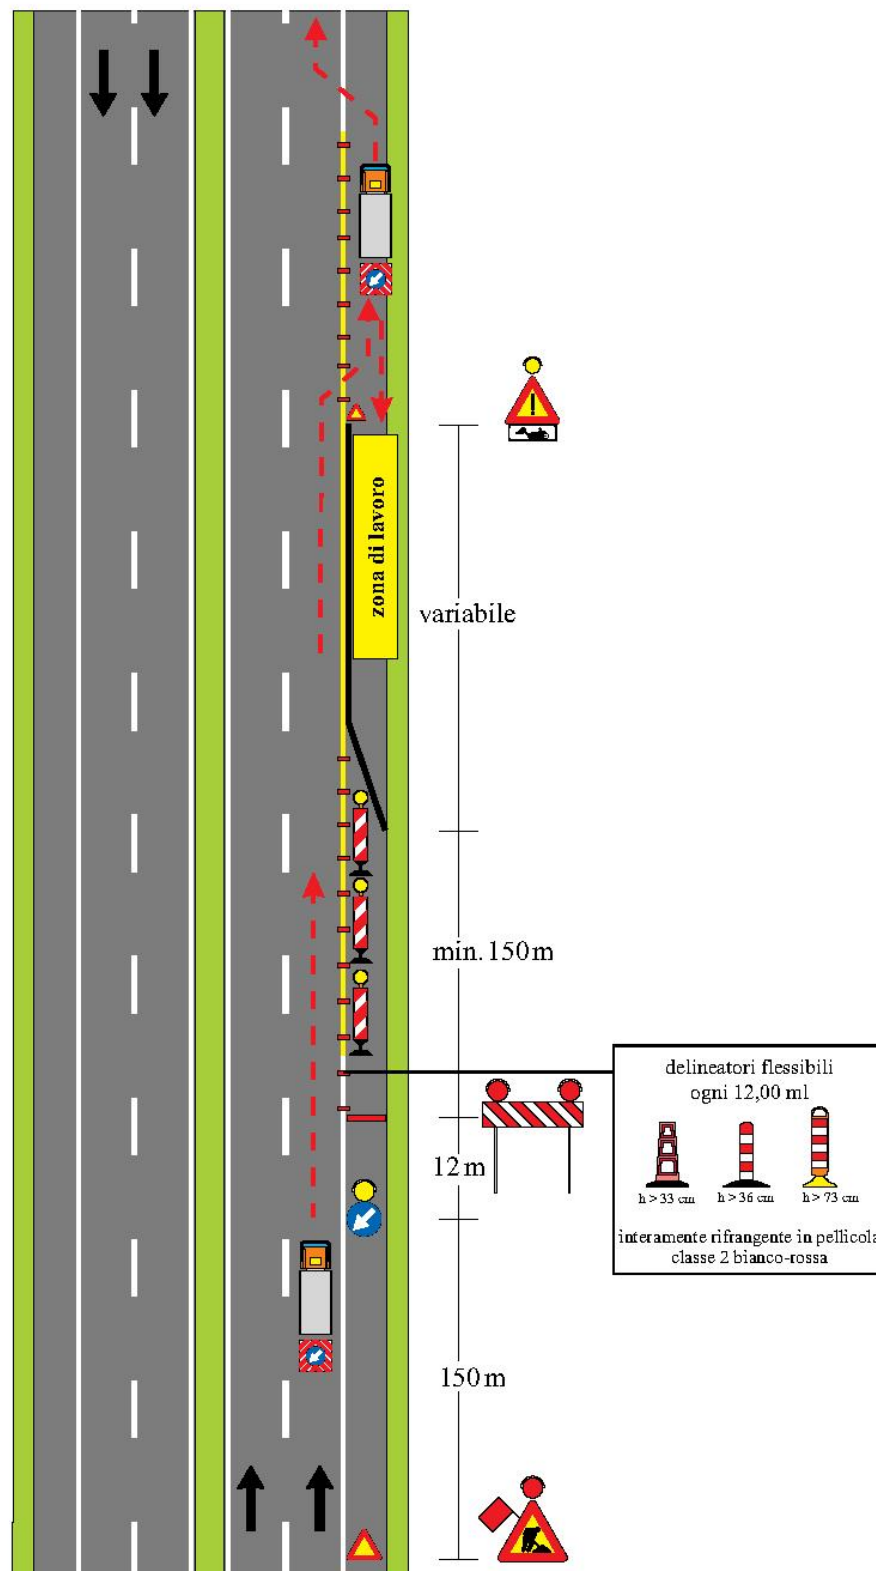 zona di lavoro
variabile
min. 150 m
delineatori flessibili
ogni 12,00 ml
12 m
h > 33 cm
h > 36 cm
h > 73 cm
interamente rifrangente in pellicola
classe 2 bianco-rossa
150 m